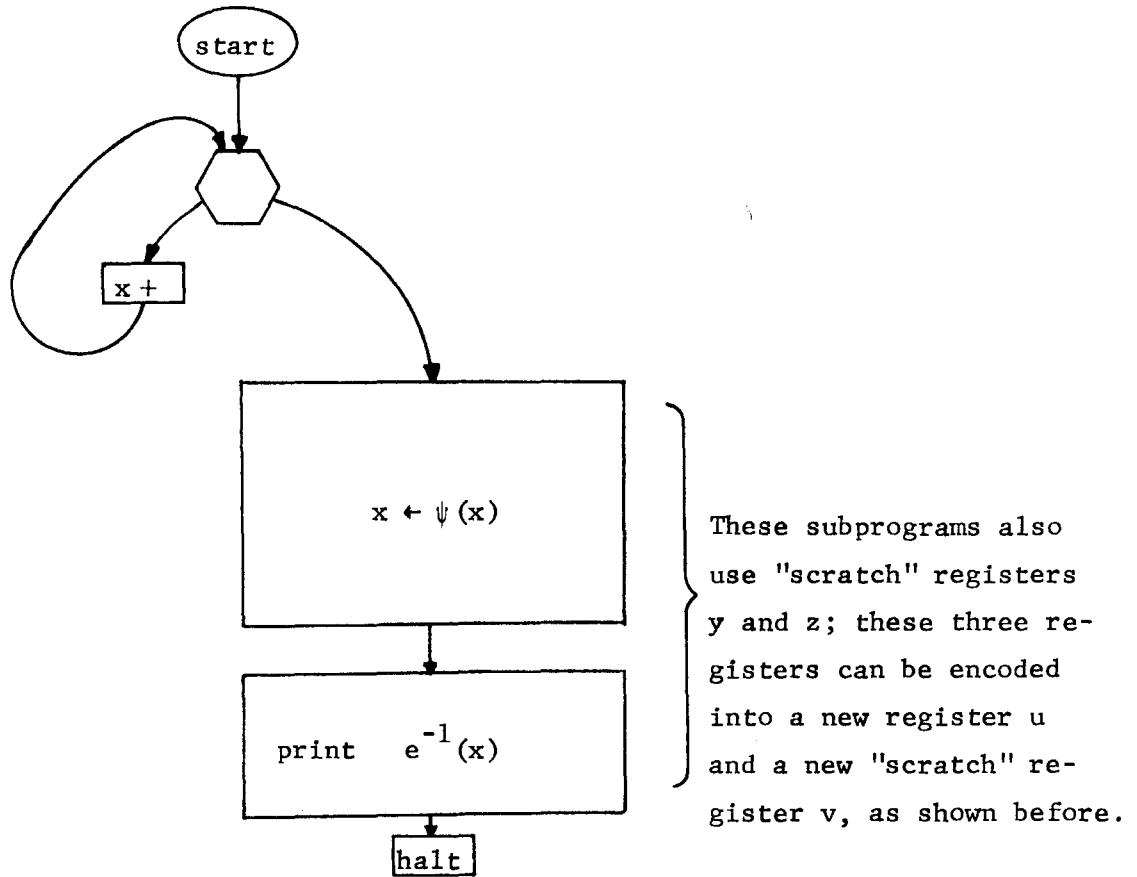 start
x +
x ← ψ(x)
These subprograms also
use "scratch" registers
y and z; these three re-
gisters can be encoded
into a new register u
and a new "scratch" re-
gister v, as shown before.
print e⁻¹(x)
halt